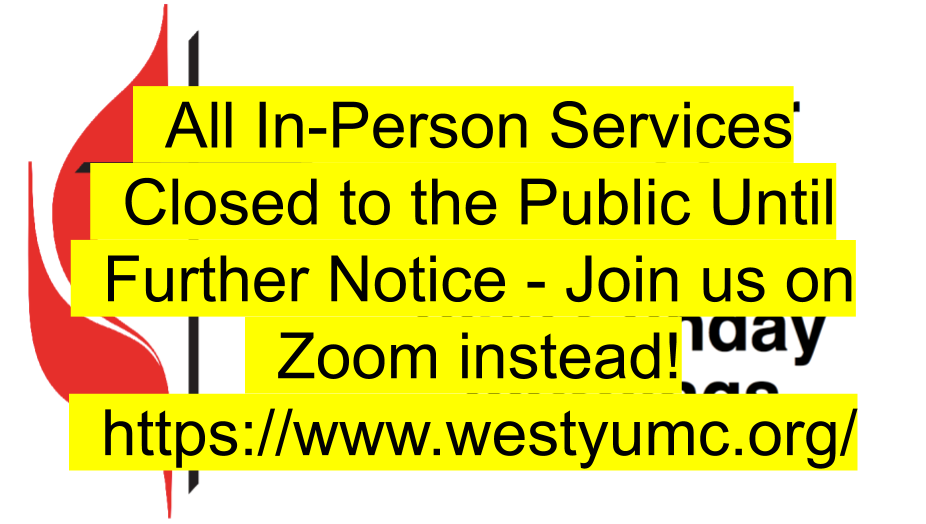 All In-Person Services
Closed to the Public Until
Further Notice - Join us on
Zoom instead!
https://www.westyumc.org/